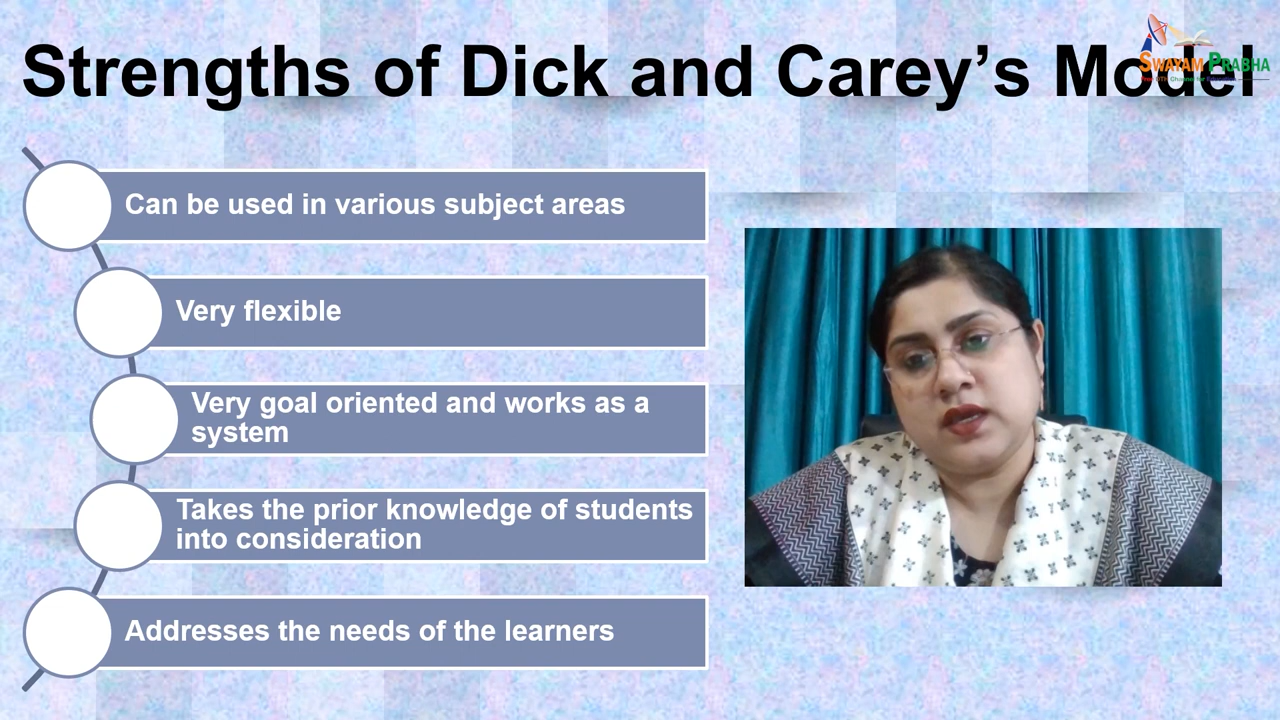 Strengths of Dick and Carey’s Model
SWAYAM PRABHA
Can be used in various subject areas
Very flexible
Very goal oriented and works as a
system
Takes the prior knowledge of students
into consideration
Addresses the needs of the learners